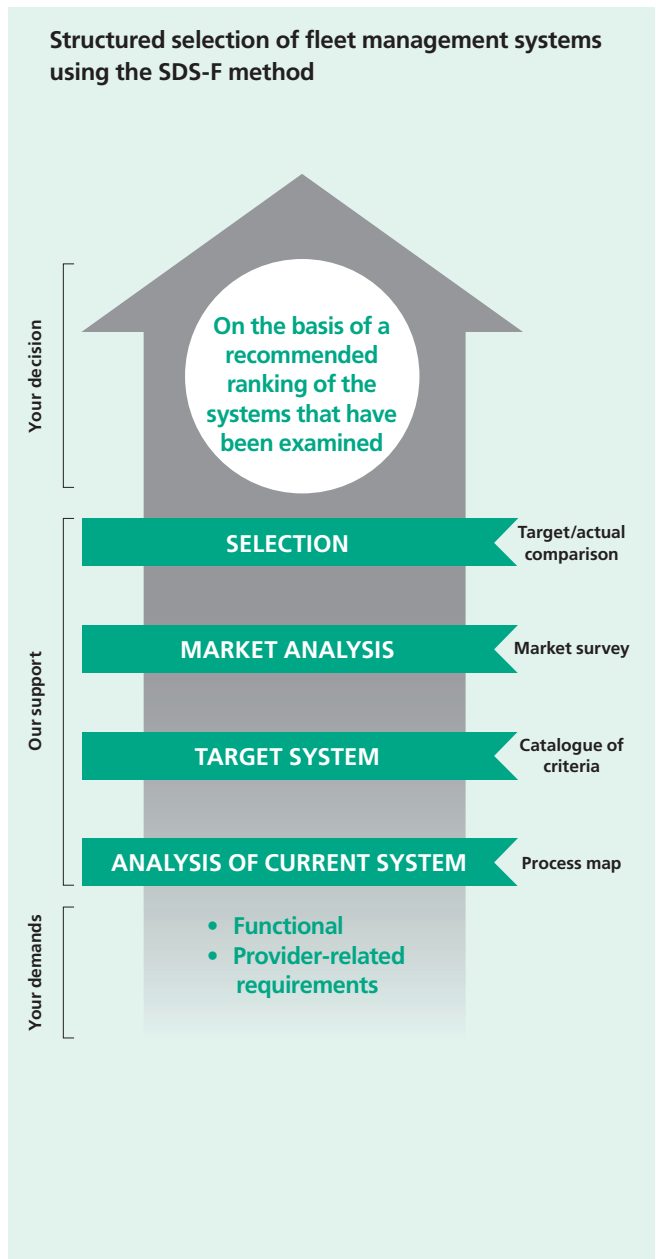 Structured selection of fleet management systems
using the SDS-F method
Your decision
On the basis of a
recommended
ranking of the
systems that have
been examined
Our support
SELECTION
Target/actual
comparison
MARKET ANALYSIS
Market survey
TARGET SYSTEM
Catalogue of
criteria
ANALYSIS OF CURRENT SYSTEM
Process map
Your demands
• Functional
• Provider-related
requirements